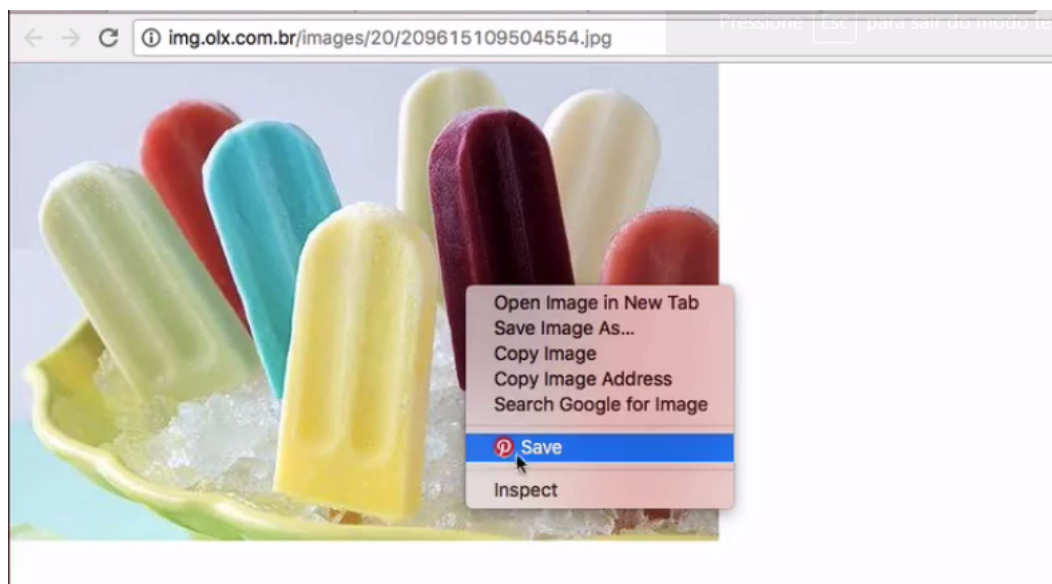 Pressione Esc para sair do modo te
img.olx.com.br/images/20/209615109504554.jpg
Open Image in New Tab
Save Image As...
Copy Image
Copy Image Address
Search Google for Image
Save
Inspect